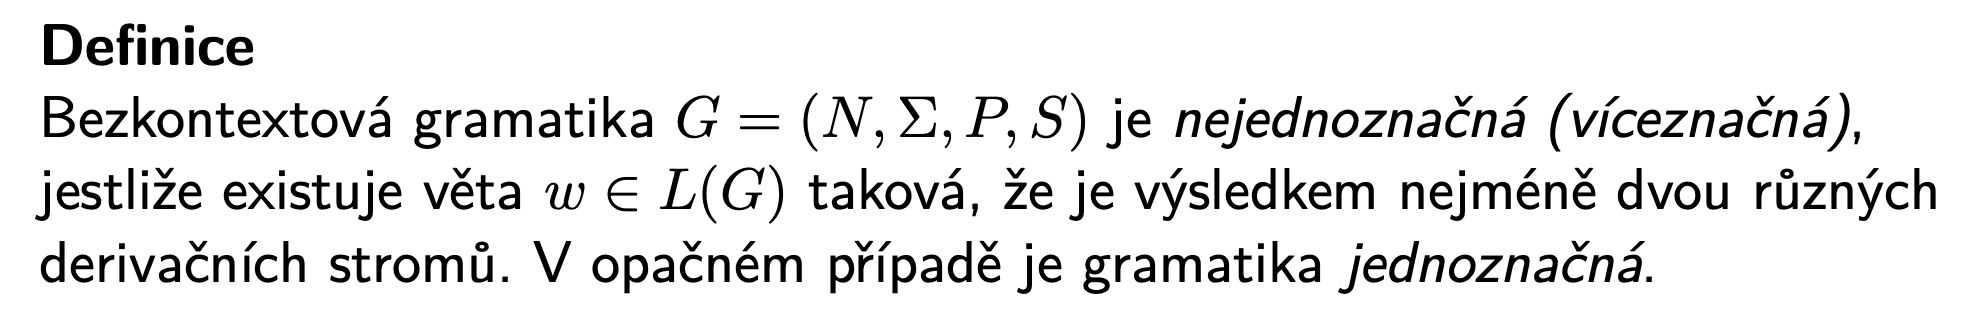 Definice
Bezkontextová gramatika G = (N, Σ, P, S) je nejednoznačná (víceznačná),
jestliže existuje věta w ∈ L(G) taková, že je výsledkem nejméně dvou různých
derivačních stromů. V opačném případě je gramatika jednoznačná.